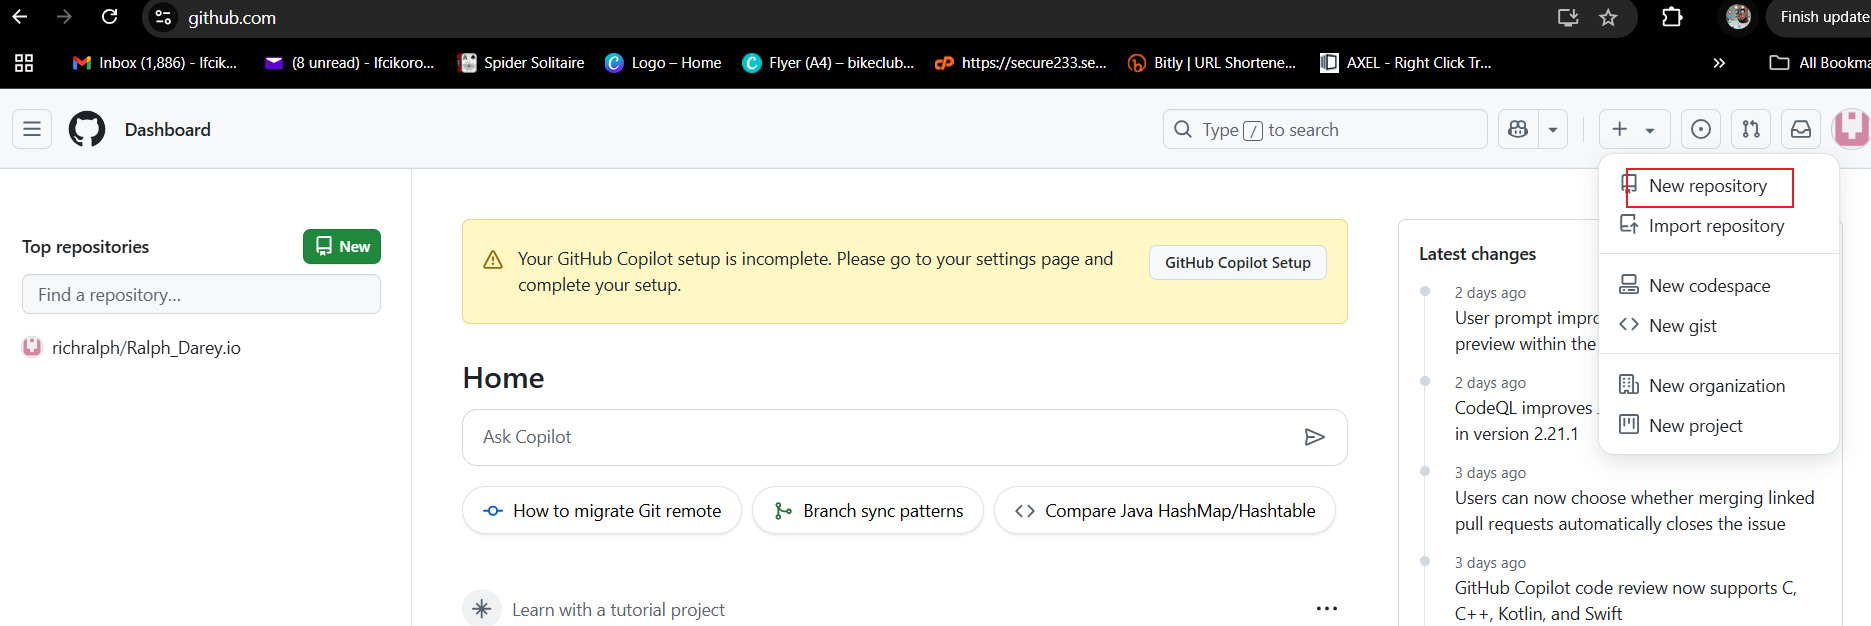 github.com
Finish update
Inbox (1,886) - Ifcik...
(8 unread) - Ifcikoro...
Spider Solitaire
Logo – Home
Flyer (A4) – bikeclub...
https://secure233.se...
Bitly | URL Shortene...
AXEL - Right Click Tr...
All Bookma
Dashboard
Type / to search
New repository
Import repository
New codespace
New gist
New organization
New project
Top repositories
New
Find a repository...
richralph/Ralph_Darey.io
Your GitHub Copilot setup is incomplete. Please go to your settings page and
complete your setup.
GitHub Copilot Setup
Home
Ask Copilot
How to migrate Git remote
Branch sync patterns
Compare Java HashMap/Hashtable
Learn with a tutorial project
Latest changes
2 days ago
User prompt impro
preview within the
2 days ago
CodeQL improves
in version 2.21.1
3 days ago
Users can now choose whether merging linked
pull requests automatically closes the issue
3 days ago
GitHub Copilot code review now supports C,
C++, Kotlin, and Swift